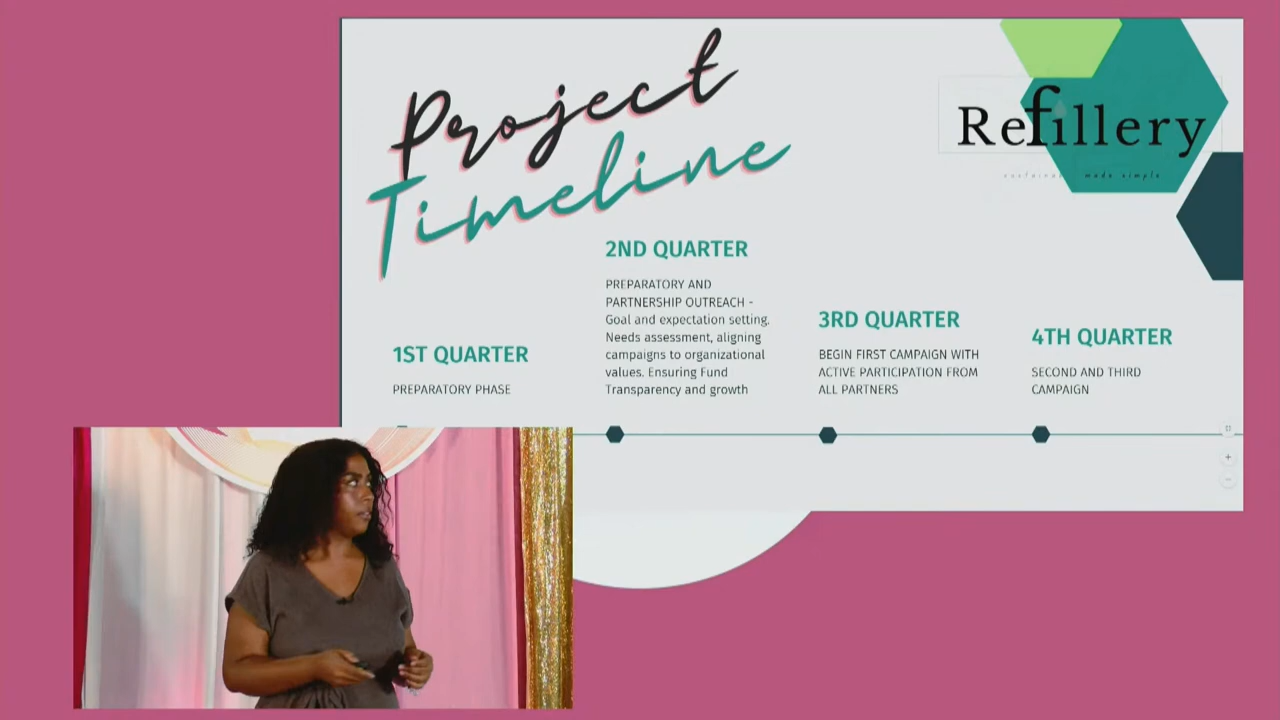 Project
Timeline
Refillery
made simple
2ND QUARTER
PREPARATORY AND
PARTNERSHIP OUTREACH -
Goal and expectation setting.
Needs assessment, aligning
campaigns to organizational
values. Ensuring Fund
Transparency and growth
3RD QUARTER
BEGIN FIRST CAMPAIGN WITH
ACTIVE PARTICIPATION FROM
ALL PARTNERS
4TH QUARTER
SECOND AND THIRD
CAMPAIGN
1ST QUARTER
PREPARATORY PHASE